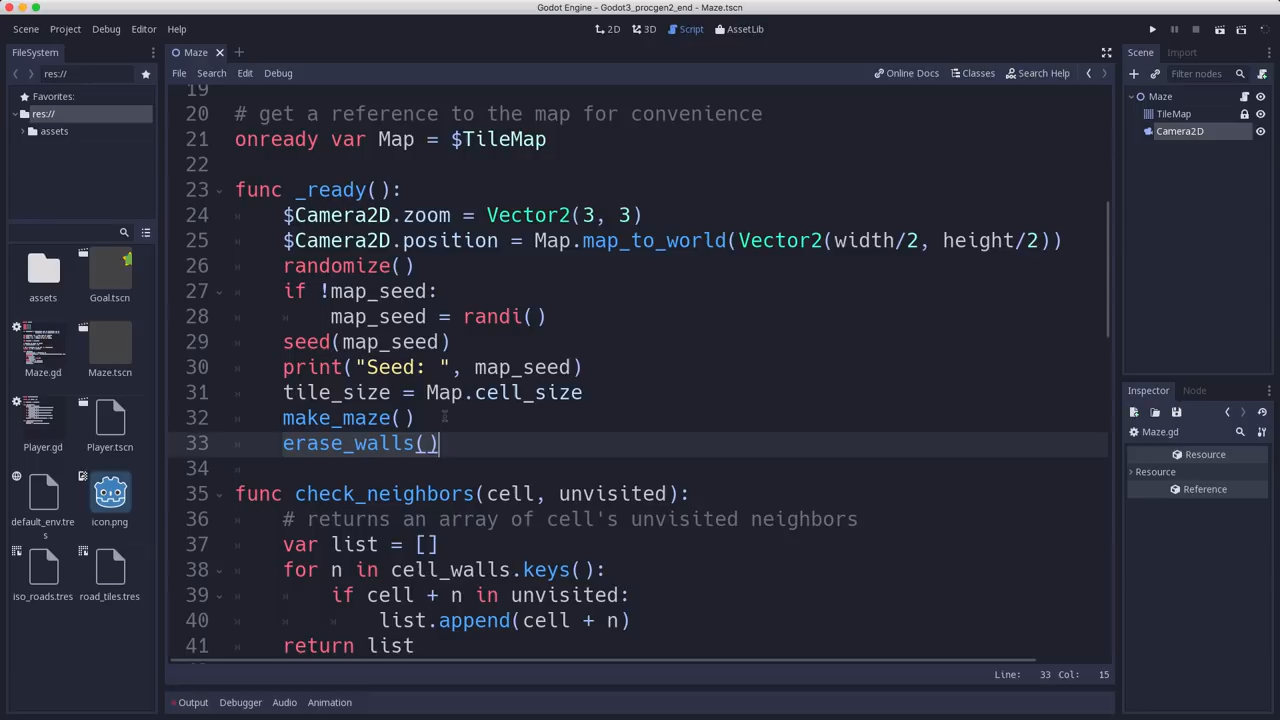 Godot Engine - Godot3_procgen2_end - Maze.tscn
Scene Project Debug Editor Help
2D 3D Script AssetLib
FileSystem
res://
Favorites:
res://
assets
assets
Goal.tscn
Maze.gd
Maze.tscn
Player.gd
Player.tscn
default_env.tre
s
icon.png
iso_roads.tres
road_tiles.tres
Maze
File Search Edit Debug
Online Docs Classes Search Help
19
20 # get a reference to the map for convenience
21 onready var Map = $TileMap
22
23 func _ready():
24 $Camera2D.zoom = Vector2(3, 3)
25 $Camera2D.position = Map.map_to_world(Vector2(width/2, height/2))
26 randomize()
27 if !map_seed:
28 map_seed = randi()
29 seed(map_seed)
30 print("Seed: ", map_seed)
31 tile_size = Map.cell_size
32 make_maze()
33 erase_walls()
34
35 func check_neighbors(cell, unvisited):
36 # returns an array of cell's unvisited neighbors
37 var list = []
38 for n in cell_walls.keys():
39 if cell + n in unvisited:
40 list.append(cell + n)
41 return list
Line: 33 Col: 15
Output Debugger Audio Animation
Scene Import
Filter nodes
Maze
TileMap
Camera2D
Inspector Node
Maze.gd
Resource
Resource
Reference